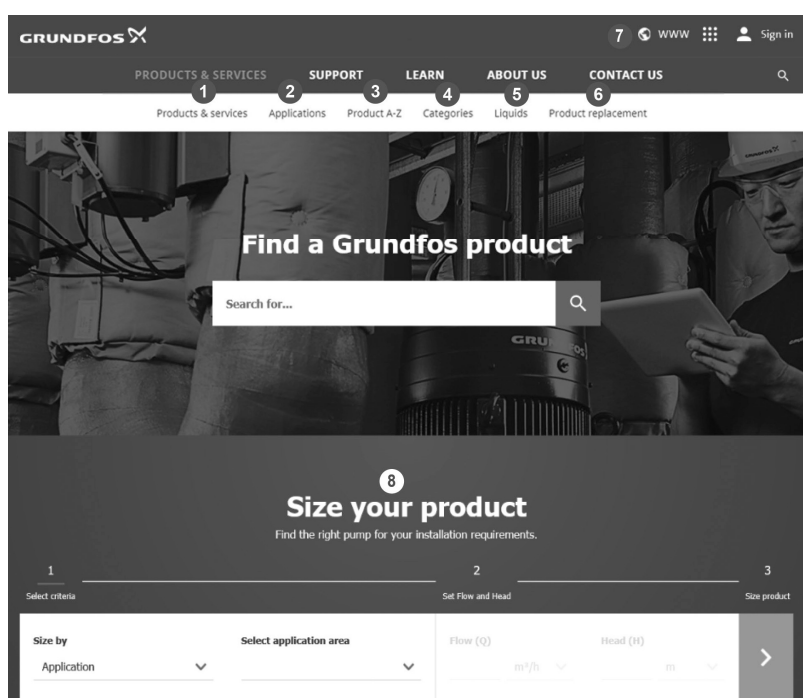 GRUNDFOS
7 WWW Sign in
PRODUCTS & SERVICES SUPPORT LEARN ABOUT US CONTACT US
1 2 3 4 5 6
Products & services Applications Product A-Z Categories Liquids Product replacement
GRUNDFOS
Find a Grundfos product
Search for...
GRUNDFOS
8
Size your product
Find the right pump for your installation requirements.
1 2 3
Select criteria Set Flow and Head Size product
Size by Select application area Flow (Q) Head (H)
Application m³/h m